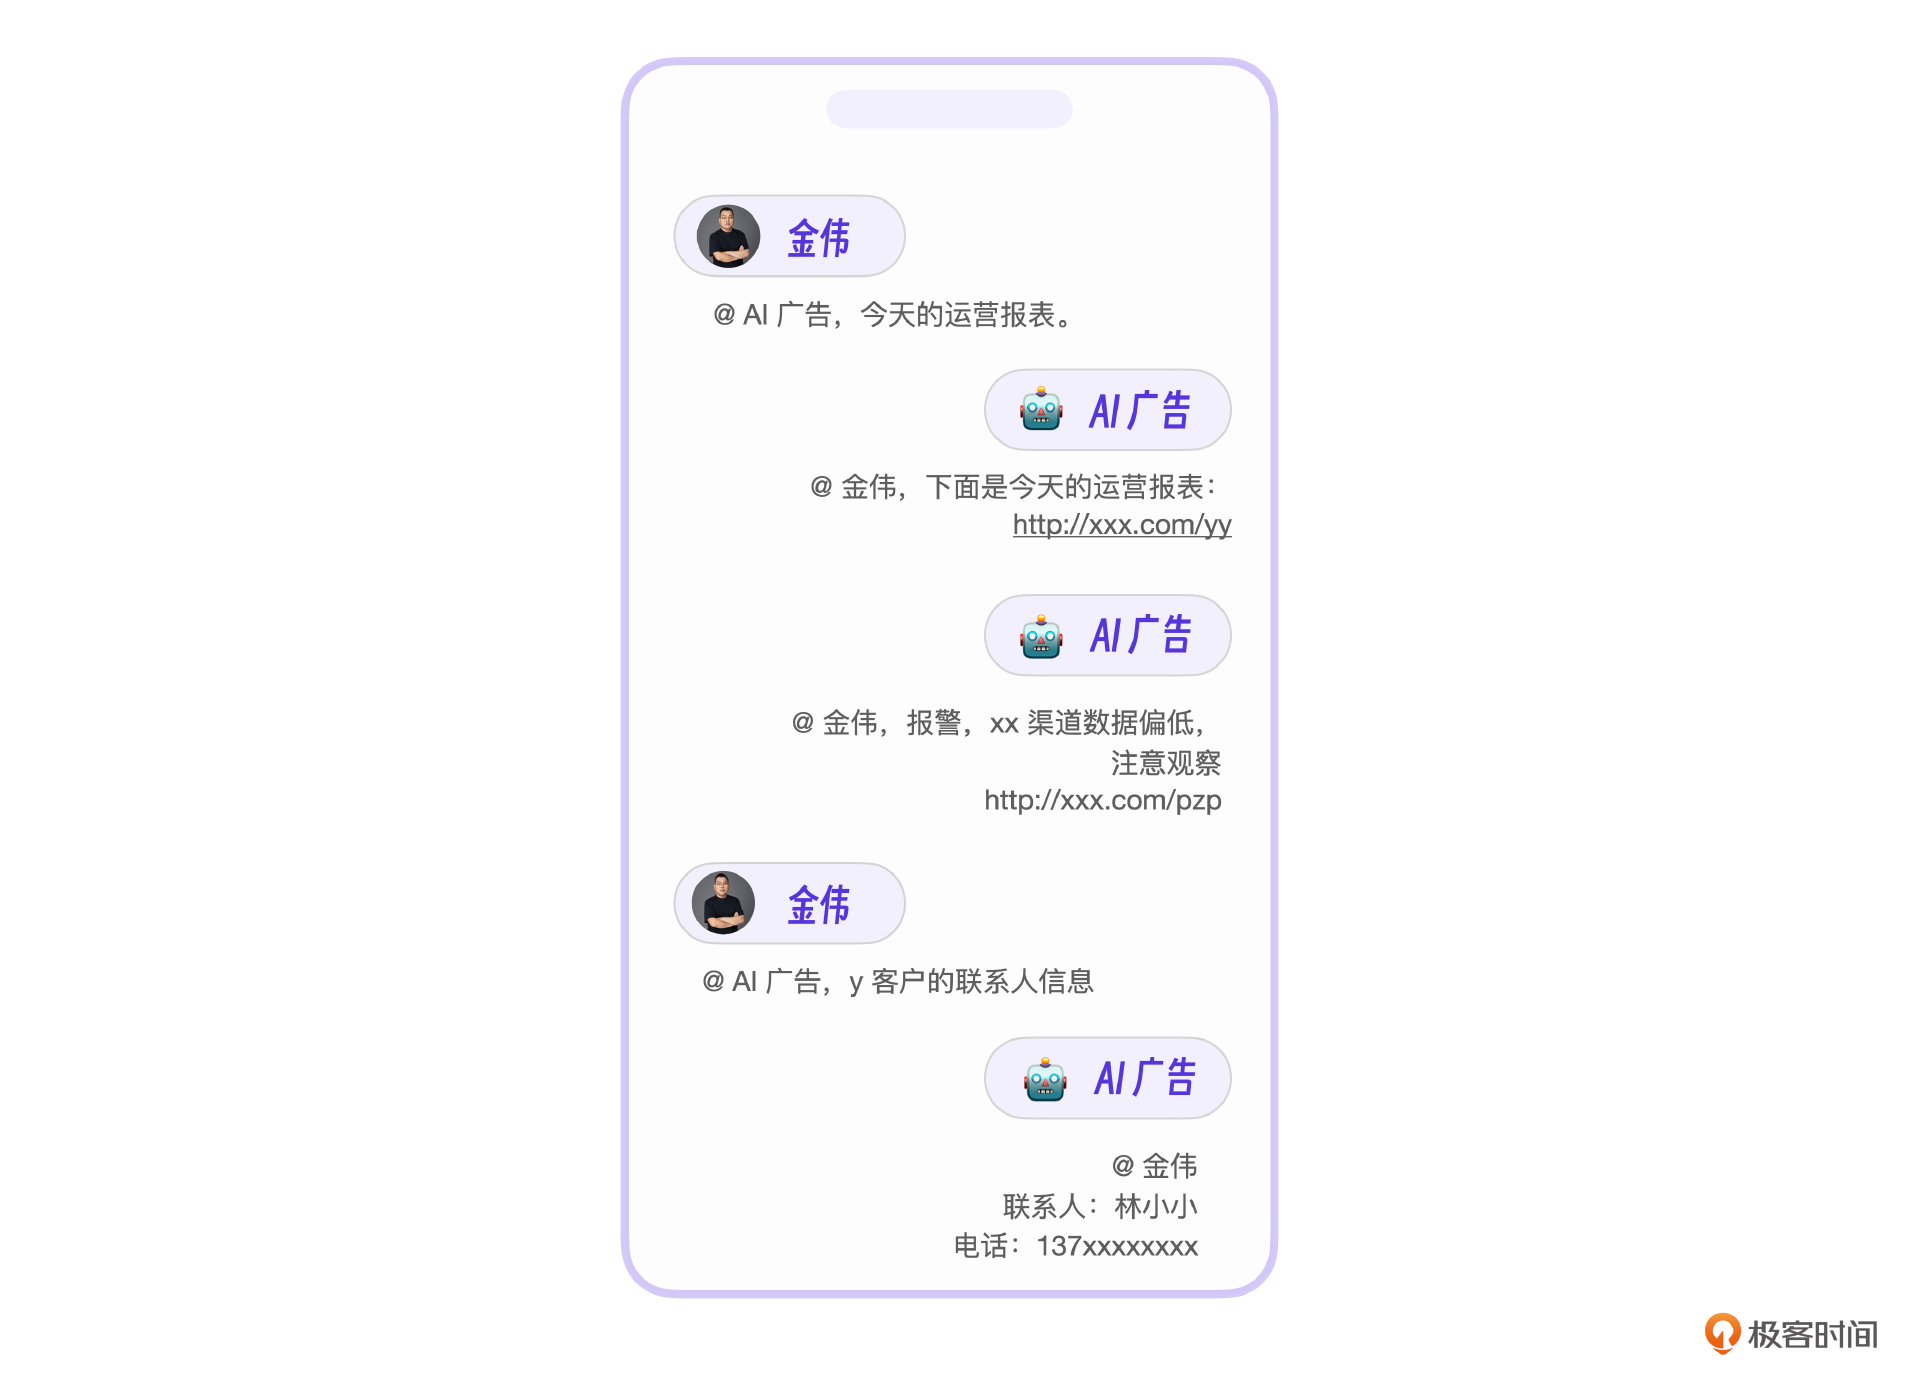 金伟
@ AI 广告，今天的运营报表。
AI 广告
@ 金伟，下面是今天的运营报表：
http://xxx.com/yy
AI 广告
@ 金伟，报警，xx 渠道数据偏低，
注意观察
http://xxx.com/pzp
金伟
@ AI 广告，y 客户的联系人信息
AI 广告
@ 金伟
联系人：林小小
电话：137xxxxxxxx
极客时间